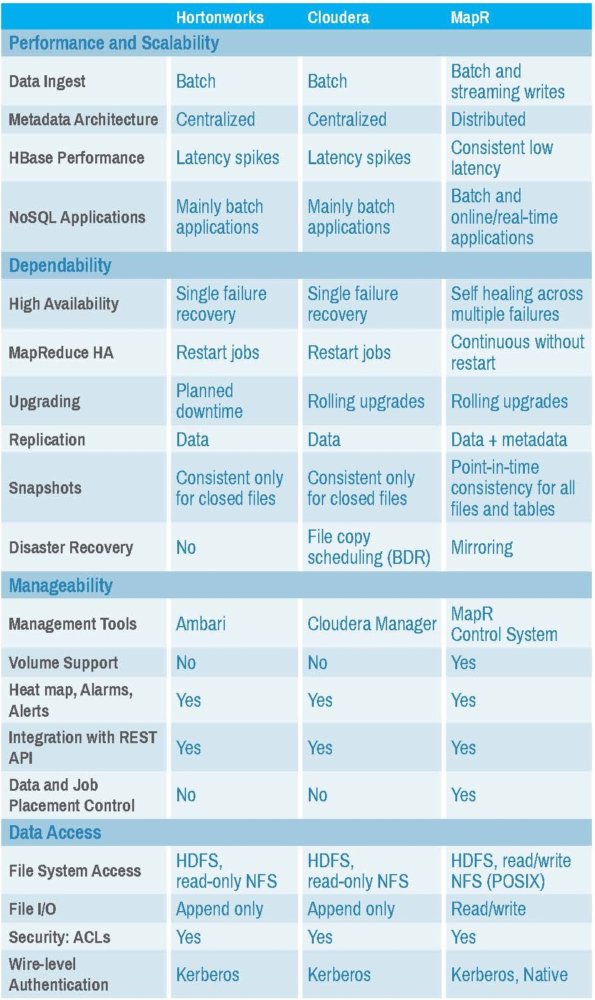 Hortonworks Cloudera MapR
Performance and Scalability
Data Ingest Batch Batch Batch and
streaming writes
Metadata Architecture Centralized Centralized Distributed
HBase Performance Latency spikes Latency spikes Consistent low
latency
NoSQL Applications Mainly batch
applications Mainly batch
applications Batch and
online/real-time
applications
Dependability
High Availability Single failure
recovery Single failure
recovery Self healing across
multiple failures
MapReduce HA Restart jobs Restart jobs Continuous without
restart
Upgrading Planned
downtime Rolling upgrades Rolling upgrades
Replication Data Data Data + metadata
Snapshots Consistent only
for closed files Consistent only
for closed files Point-in-time
consistency for all
files and tables
Disaster Recovery No File copy
scheduling (BDR) Mirroring
Manageability
Management Tools Ambari Cloudera Manager MapR
Control System
Volume Support No No Yes
Heat map, Alarms,
Alerts Yes Yes Yes
Integration with REST
API Yes Yes Yes
Data and Job
Placement Control No No Yes
Data Access
File System Access HDFS,
read-only NFS HDFS,
read-only NFS HDFS, read/write
NFS (POSIX)
File I/O Append only Append only Read/write
Security: ACLs Yes Yes Yes
Wire-level
Authentication Kerberos Kerberos Kerberos, Native